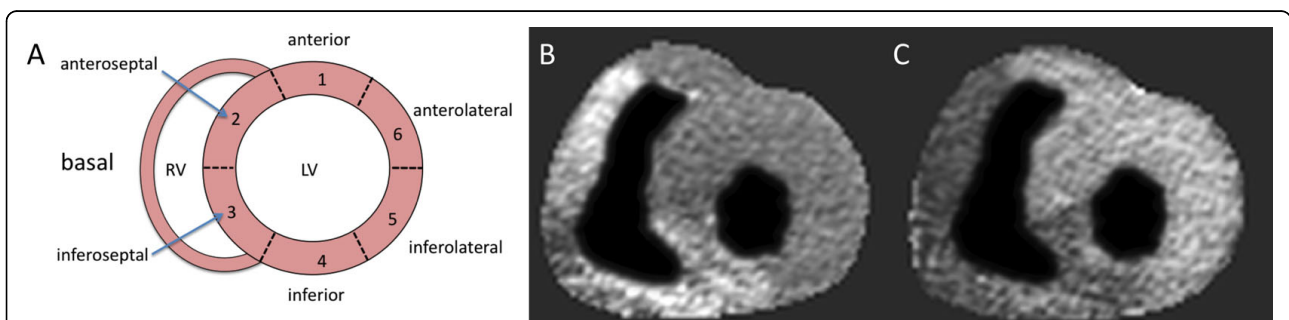 A
anterior
anteroseptal
1
anterolateral
2
6
basal
RV
LV
3
5
inferoseptal
inferolateral
4
inferior
B
C